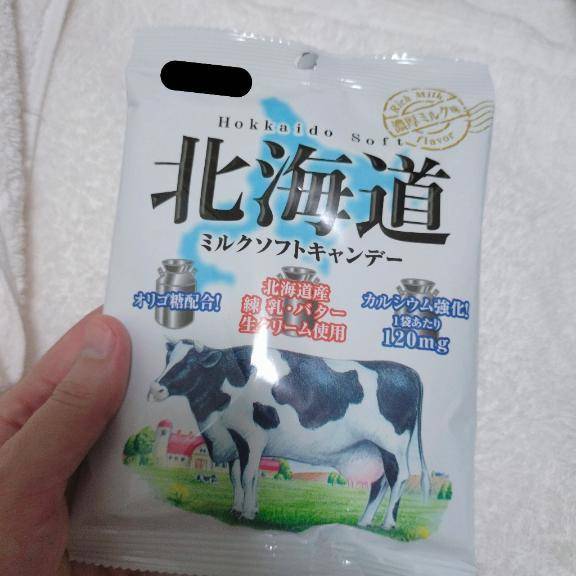 Rich Milk
濃厚ミルク味
flavor
Hokkaido Soft
北海道
ミルクソフトキャンデー
オリゴ糖配合!
北海道産
練乳・バター
生クリーム使用
カルシウム強化!
1袋あたり
120mg